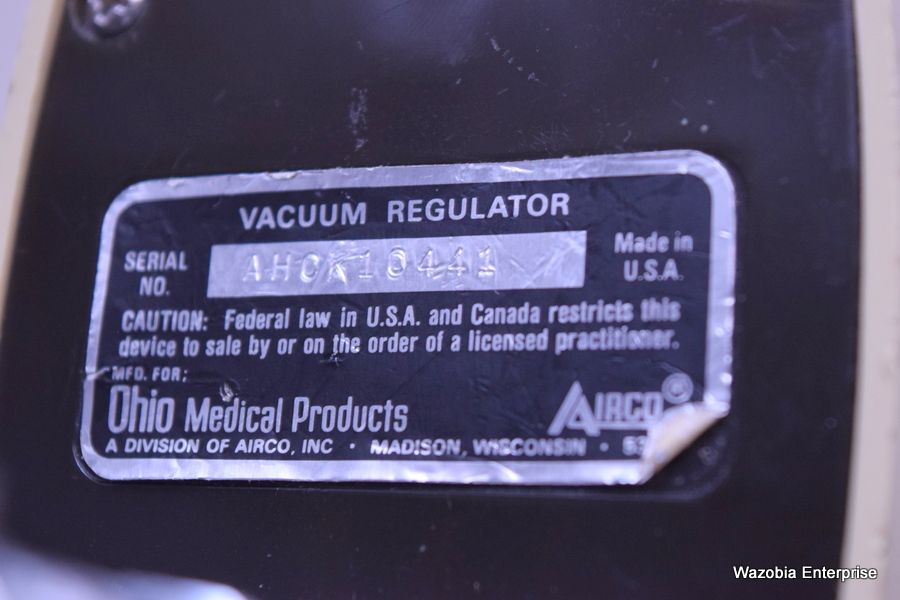 VACUUM REGULATOR
SERIAL NO.
AHCK10441
Made in U.S.A.
CAUTION: Federal law in U.S.A. and Canada restricts this
device to sale by or on the order of a licensed practitioner.
MFD. FOR:
Ohio Medical Products
AIRCO®
A DIVISION OF AIRCO, INC · MADISON, WISCONSIN ·
Wazobia Enterprise